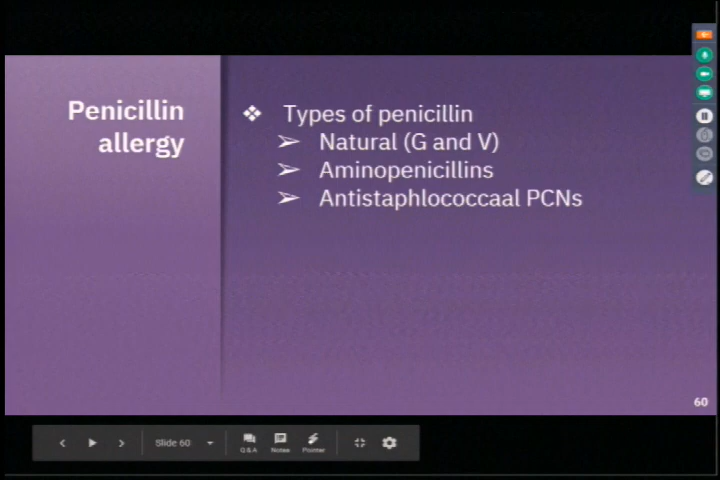 Penicillin
allergy
❖ Types of penicillin
➢ Natural (G and V)
➢ Aminopenicillins
➢ Antistaphlococcaal PCNs
60
Slide 60
Q&A
Notes
Pointer